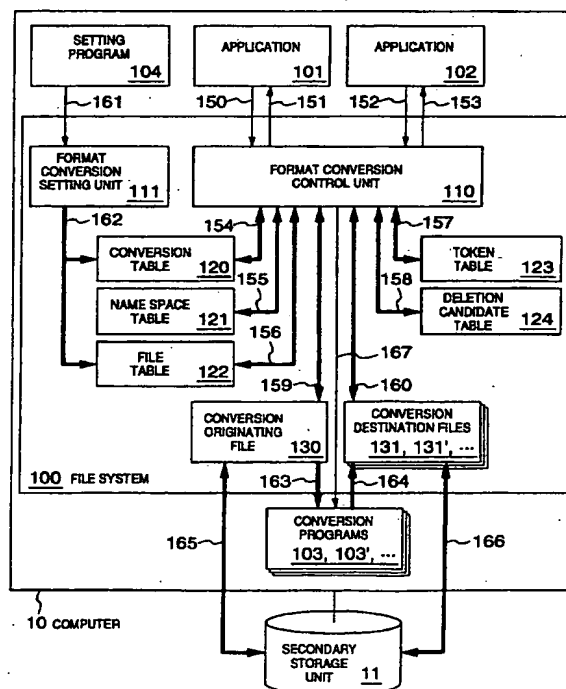 SETTING
PROGRAM
104
APPLICATION
101
APPLICATION
102
161
150
151
152
153
FORMAT
CONVERSION
SETTING UNIT
111
FORMAT CONVERSION
CONTROL UNIT
110
162
154
157
CONVERSION
TABLE
120
155
TOKEN
TABLE
123
158
NAME SPACE
TABLE
121
DELETION
CANDIDATE
TABLE
124
156
FILE
TABLE
122
167
159
160
CONVERSION
ORIGINATING
FILE
130
CONVERSION
DESTINATION FILES
131, 131', ...
100 FILE SYSTEM
163
164
165
CONVERSION
PROGRAMS
103, 103', ...
166
10 COMPUTER
SECONDARY
STORAGE
UNIT
11